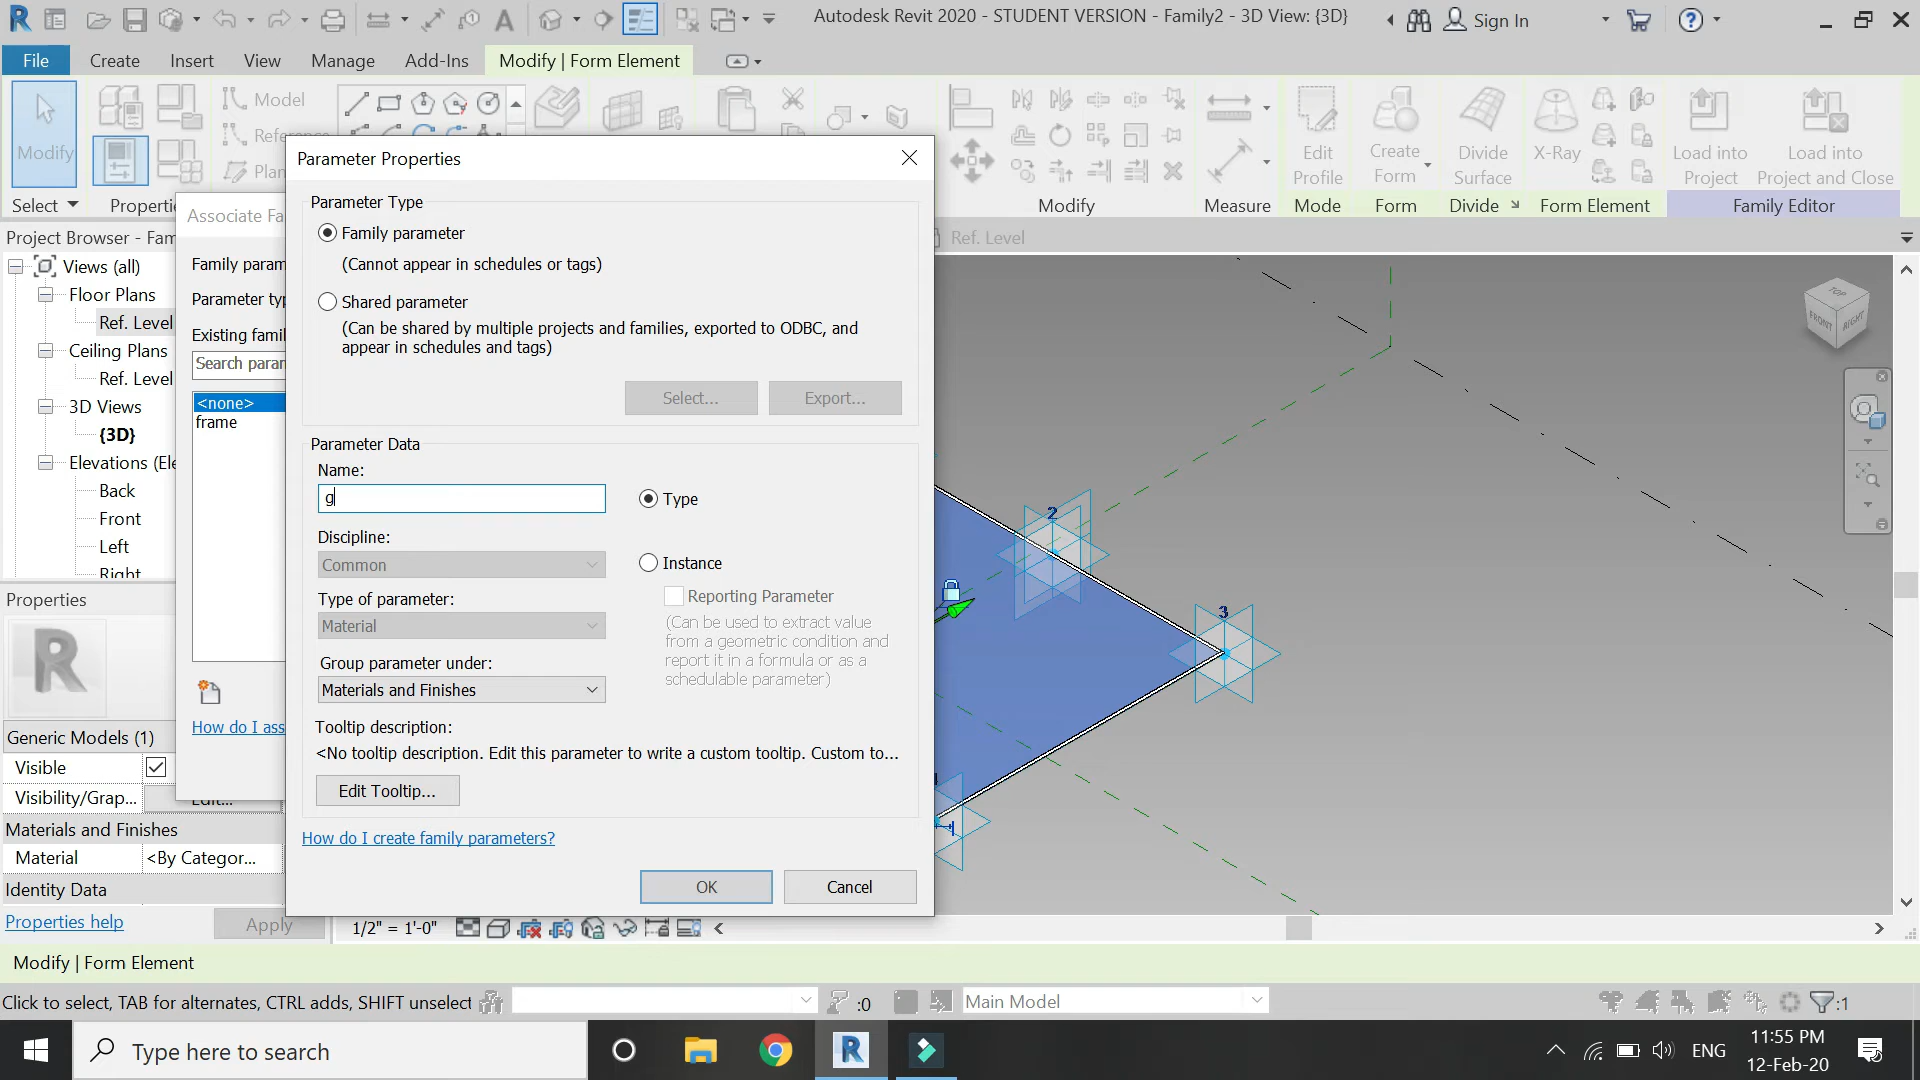 Autodesk Revit 2020 - STUDENT VERSION - Family2 - 3D View: {3D}
Sign In
File
Create
Insert
View
Manage
Add-Ins
Modify | Form Element
Modify
Model
Select
Modify
Measure
Edit Profile
Mode
Create Form
Form
Divide Surface
Divide
X-Ray
Form Element
Load into Project
Load into Project and Close
Family Editor
Project Browser - Fam
Views (all)
Floor Plans
Ref. Level
Ceiling Plans
Ref. Level
3D Views
{3D}
Elevations (Ele
Back
Front
Left
Right
Properties
Generic Models (1)
Visible
Visibility/Grap...
Edit...
Materials and Finishes
Material
<By Categor...
Identity Data
Properties help
Apply
Associate Fa
Family param
Parameter typ
Existing famil
Search param
<none>
frame
How do I ass
Parameter Properties
Parameter Type
Family parameter
(Cannot appear in schedules or tags)
Shared parameter
(Can be shared by multiple projects and families, exported to ODBC, and
appear in schedules and tags)
Select...
Export...
Parameter Data
Name:
g
Type
Discipline:
Common
Instance
Type of parameter:
Material
Reporting Parameter
(Can be used to extract value
from a geometric condition and
report it in a formula or as a
schedulable parameter)
Group parameter under:
Materials and Finishes
Tooltip description:
<No tooltip description. Edit this parameter to write a custom tooltip. Custom to...
Edit Tooltip...
How do I create family parameters?
OK
Cancel
Ref. Level
2
3
TOP
FRONT
RIGHT
1/2" = 1'-0"
Modify | Form Element
Click to select, TAB for alternates, CTRL adds, SHIFT unselect
:0
Main Model
:1
Type here to search
ENG
11:55 PM
12-Feb-20